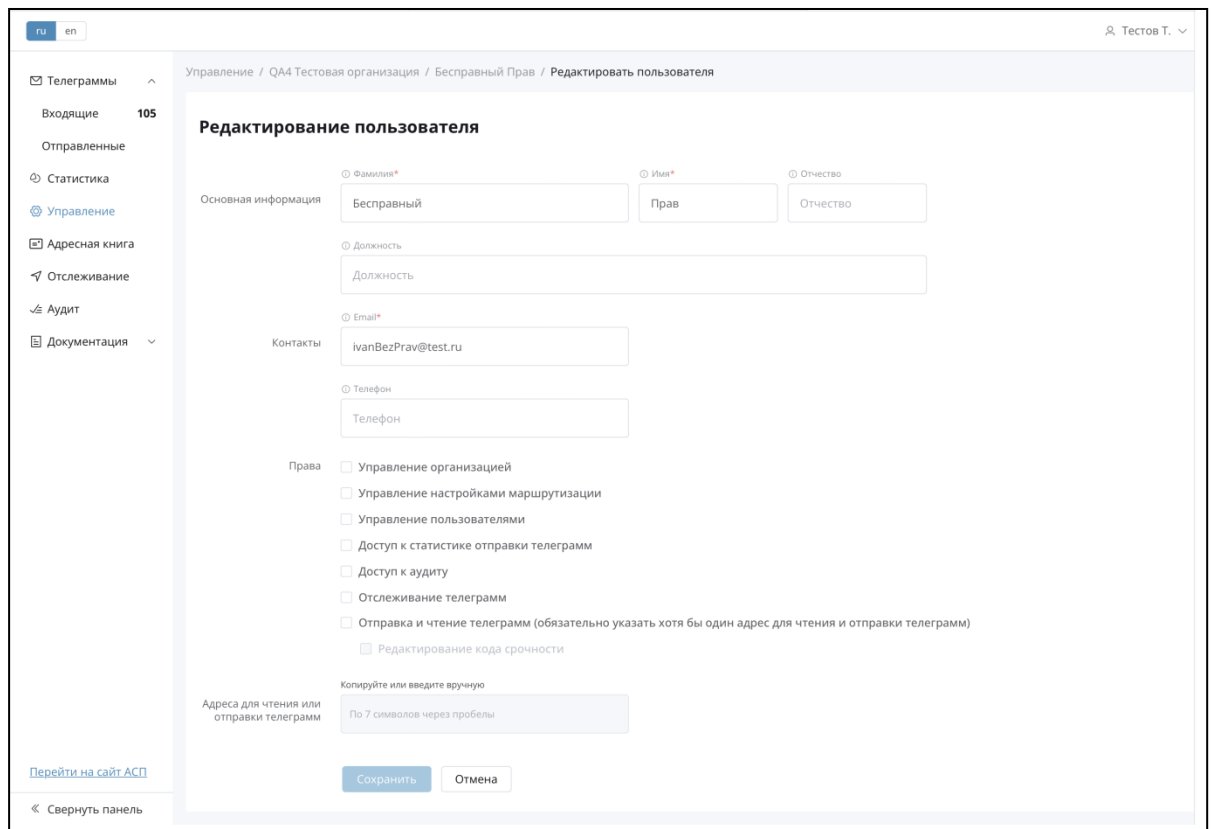 ru en
Тестов Т.
Телеграммы
Входящие 105
Отправленные
Статистика
Управление
Адресная книга
Отслеживание
Аудит
Документация
Перейти на сайт АСП
Свернуть панель
Управление / QA4 Тестовая организация / Бесправный Прав / Редактировать пользователя
Редактирование пользователя
Фамилия* Имя* Отчество
Основная информация Бесправный Прав Отчество
Должность
Должность
Email*
Контакты ivanBezPrav@test.ru
Телефон
Телефон
Права Управление организацией
Управление настройками маршрутизации
Управление пользователями
Доступ к статистике отправки телеграмм
Доступ к аудиту
Отслеживание телеграмм
Отправка и чтение телеграмм (обязательно указать хотя бы один адрес для чтения и отправки телеграмм)
Редактирование кода срочности
Копируйте или введите вручную
Адреса для чтения или
отправки телеграмм
По 7 символов через пробелы
Сохранить Отмена